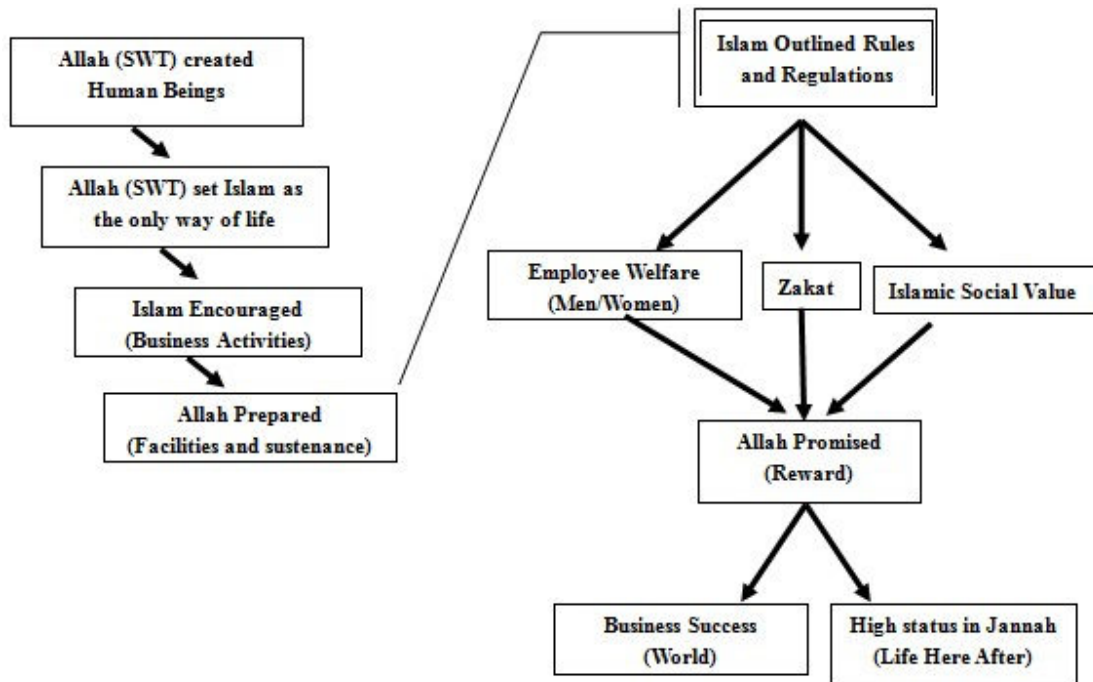 Allah (SWT) created
Human Beings
Allah (SWT) set Islam as
the only way of life
Islam Encouraged
(Business Activities)
Allah Prepared
(Facilities and sustenance)
Islam Outlined Rules
and Regulations
Employee Welfare
(Men/Women)
Zakat
Islamic Social Value
Allah Promised
(Reward)
Business Success
(World)
High status in Jannah
(Life Here After)